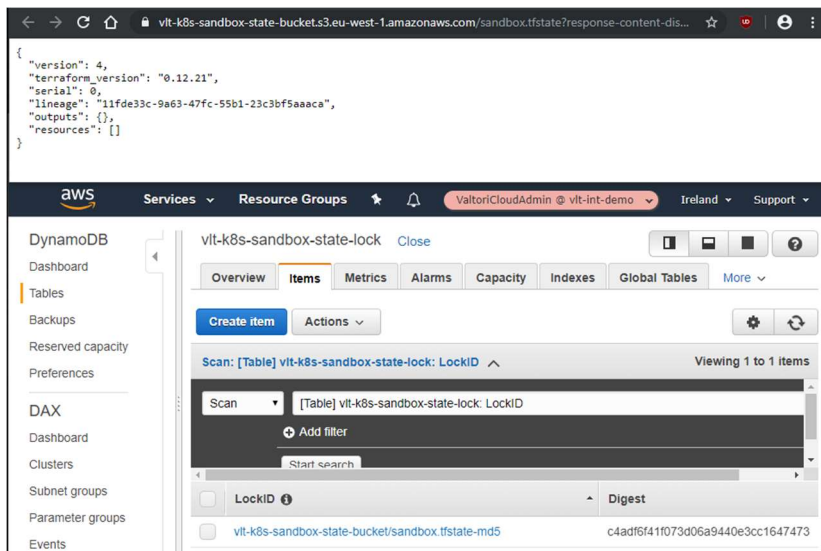 vlt-k8s-sandbox-state-bucket.s3.eu-west-1.amazonaws.com/sandbox.tfstate?response-content-dis...
{
"version": 4,
"terraform_version": "0.12.21",
"serial": 0,
"lineage": "11fde33c-9a63-47fc-55b1-23c3bf5aaaca",
"outputs": {},
"resources": []
}
aws Services Resource Groups ValtoriCloudAdmin @ vlt-int-demo Ireland Support
DynamoDB
Dashboard
Tables
Backups
Reserved capacity
Preferences
DAX
Dashboard
Clusters
Subnet groups
Parameter groups
Events
vlt-k8s-sandbox-state-lock Close
Overview Items Metrics Alarms Capacity Indexes Global Tables More
Create item Actions
Scan: [Table] vlt-k8s-sandbox-state-lock: LockID Viewing 1 to 1 items
Scan [Table] vlt-k8s-sandbox-state-lock: LockID
Add filter
Start search
LockID Digest
vlt-k8s-sandbox-state-bucket/sandbox.tfstate-md5 c4adf6f41f073d06a9440e3cc1647473